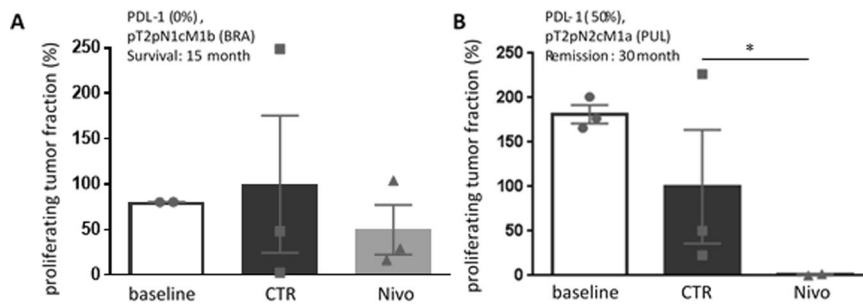 A
PDL-1 (0%) ,
pT2pN1cM1b (BRA)
Survival: 15 month
proliferating tumor fraction (%)
250
200
150
100
50
0
baseline
CTR
Nivo
B
PDL-1 (50%),
pT2pN2cM1a (PUL)
Remission : 30 month
*
proliferating tumor fraction (%)
250
200
150
100
50
0
baseline
CTR
Nivo